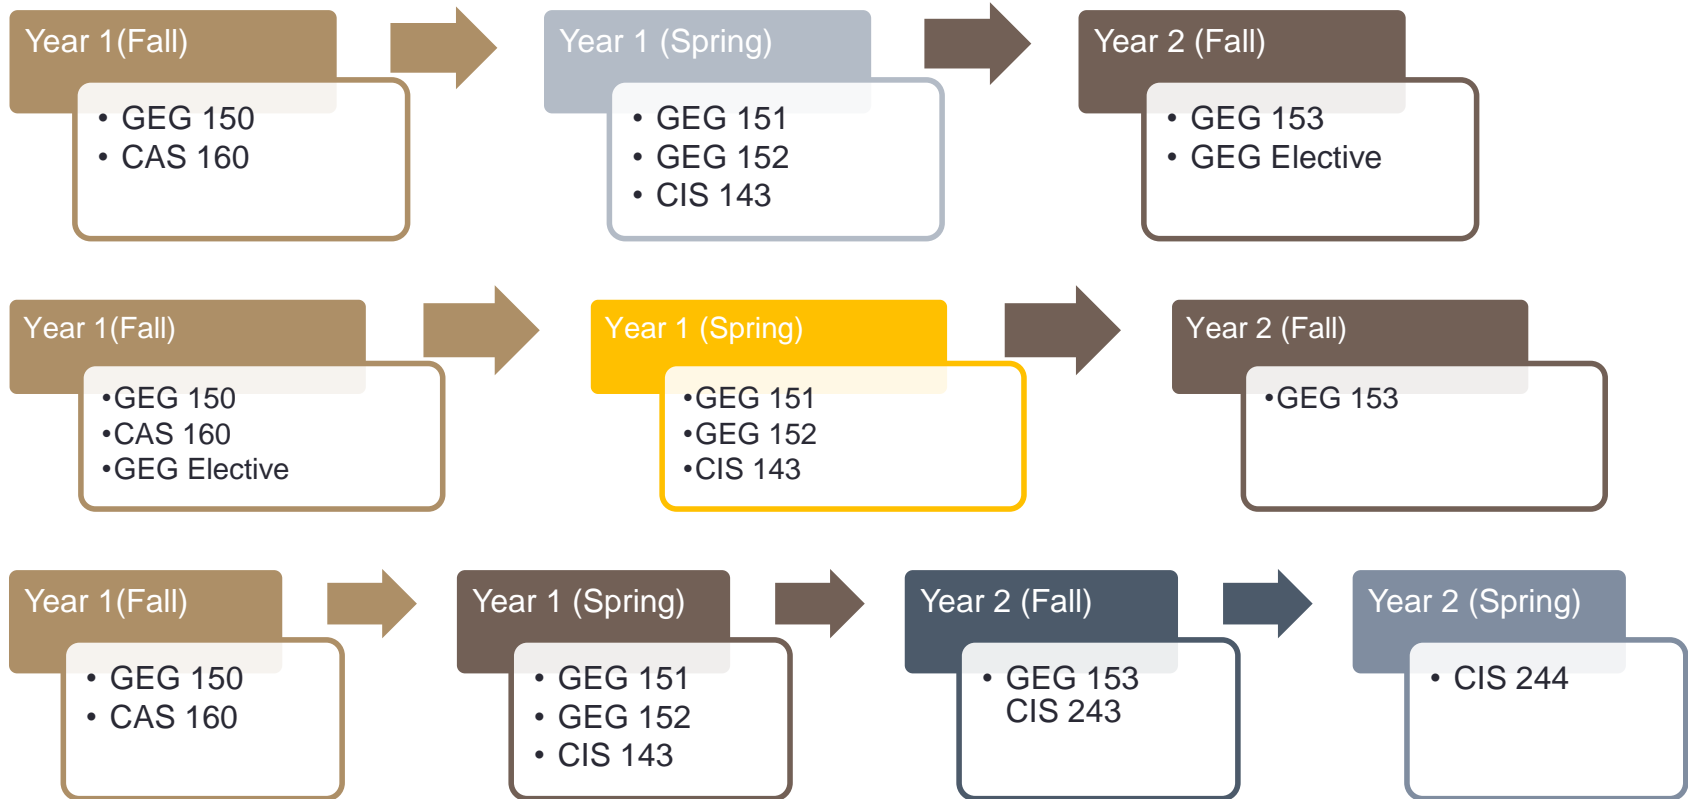 Year 1(Fall)
• GEG 150
• CAS 160
Year 1 (Spring)
• GEG 151
• GEG 152
• CIS 143
Year 2 (Fall)
• GEG 153
• GEG Elective
Year 1(Fall)
•GEG 150
•CAS 160
•GEG Elective
Year 1 (Spring)
•GEG 151
•GEG 152
•CIS 143
Year 2 (Fall)
•GEG 153
Year 1(Fall)
• GEG 150
• CAS 160
Year 1 (Spring)
• GEG 151
• GEG 152
• CIS 143
Year 2 (Fall)
• GEG 153
CIS 243
Year 2 (Spring)
• CIS 244